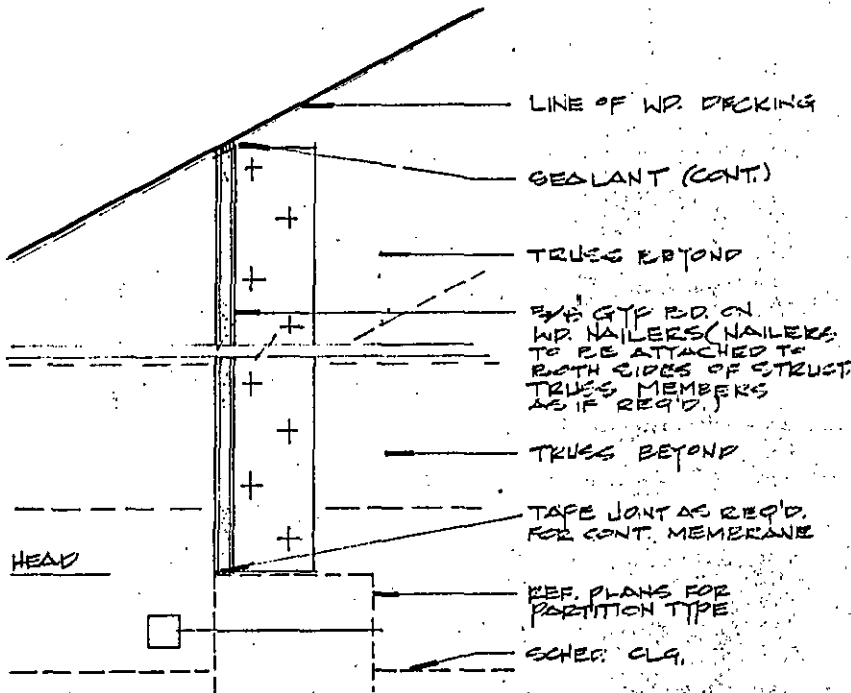 LINE OF WD. DECKING
SEALANT (CONT.)
TRUSS BEYOND
5/8" GYP BD. ON
WD. NAILERS (NAILERS
TO BE ATTACHED TO
BOTH SIDES OF STRUCT.
TRUSS MEMBERS
AS IF REQ'D.)
TRUSS BEYOND
TAPE JOINT AS REQ'D.
FOR CONT. MEMBRANE
HEAD
REF. PLANS FOR
PARTITION TYPE
SCHED. CLG.